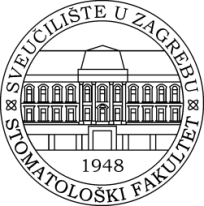 SVEUČILIŠTE U ZAGREBU
STOMATOLOŠKI FAKULTET
1948